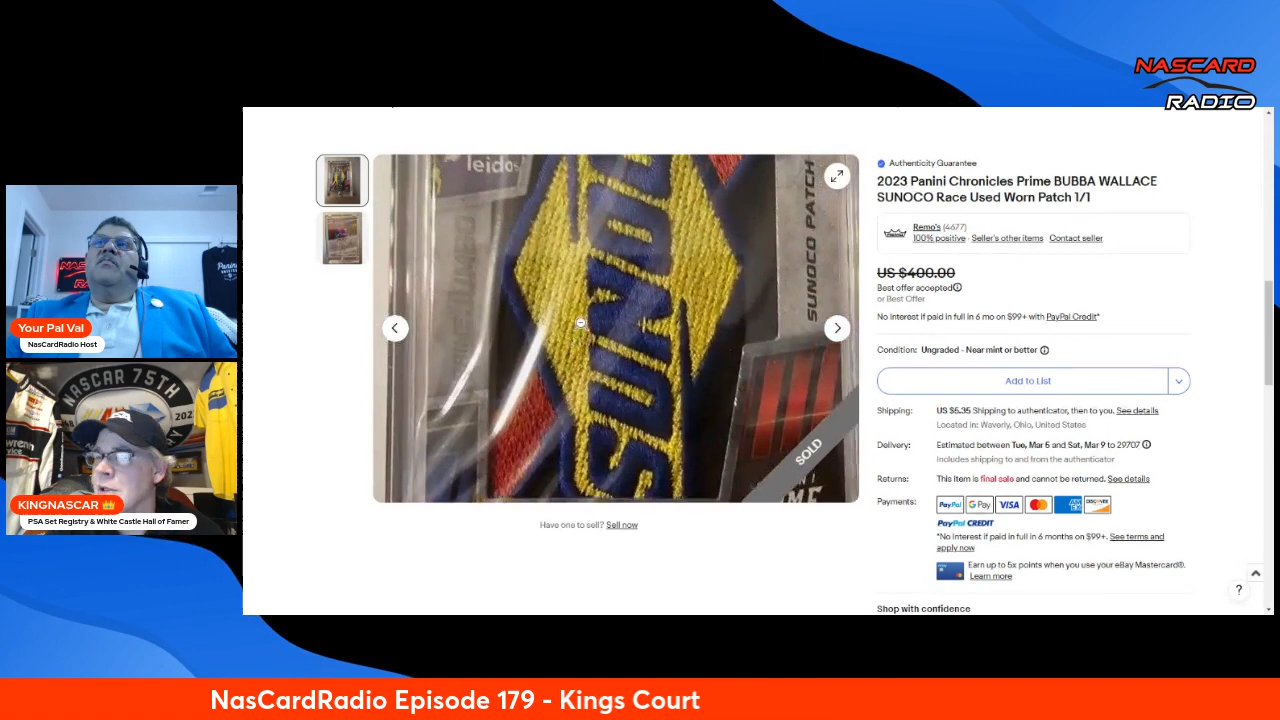 NASCARD
RADIO
leidos
SUNOCO
SUNOCO PATCH
SOLD
Have one to sell? Sell now
Authenticity Guarantee
2023 Panini Chronicles Prime BUBBA WALLACE
SUNOCO Race Used Worn Patch 1/1
Remo's (4677)
100% positive · Seller's other items · Contact seller
US $400.00
Best offer accepted
or Best Offer
No Interest if paid in full in 6 mo on $99+ with PayPal Credit*
Condition: Ungraded - Near mint or better
Add to List
Shipping: US $5.35 Shipping to authenticator, then to you. See details
Located in: Waverly, Ohio, United States
Delivery: Estimated between Tue, Mar 5 and Sat, Mar 9 to 29707
Includes shipping to and from the authenticator
Returns: This item is final sale and cannot be returned. See details
Payments: PayPal G Pay VISA DISCOVER
PayPal CREDIT
*No Interest if paid in full in 6 months on $99+. See terms and
apply now
Earn up to 5x points when you use your eBay Mastercard®.
Learn more
Shop with confidence
?
Your Pal Val
NasCardRadio Host
NASCAR 75TH
KINGNASCAR 👑
PSA Set Registry & White Castle Hall of Famer
NasCardRadio Episode 179 - Kings Court